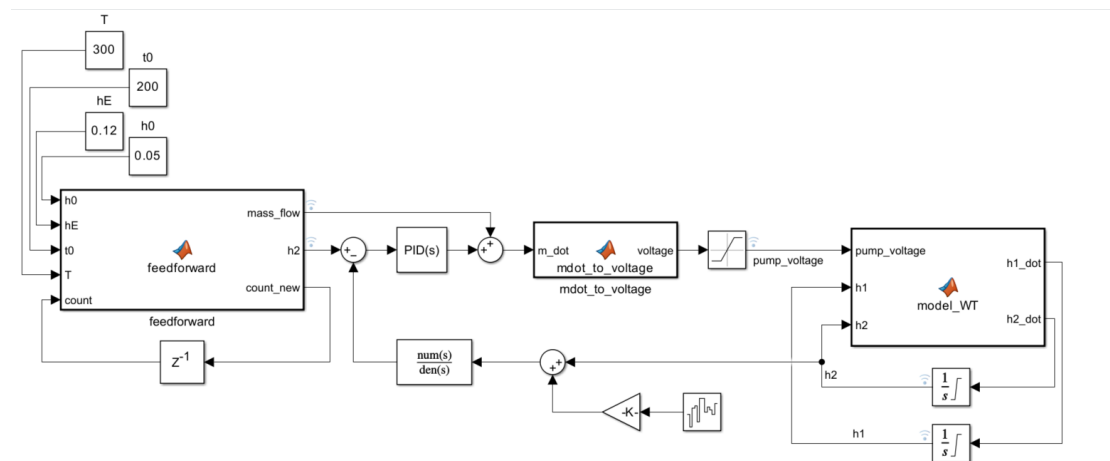 T
300
t0
200
hE
0.12
h0
0.05
h0
hE
t0
T
count
feedforward
mass_flow
h2
count_new
feedforward
Z-1
+
−
PID(s)
+
+
m_dot
mdot_to_voltage
voltage
mdot_to_voltage
pump_voltage
pump_voltage
h1
h2
model_WT
h1_dot
h2_dot
num(s)
den(s)
+
+
-K-
h2
1
s
h1
1
s